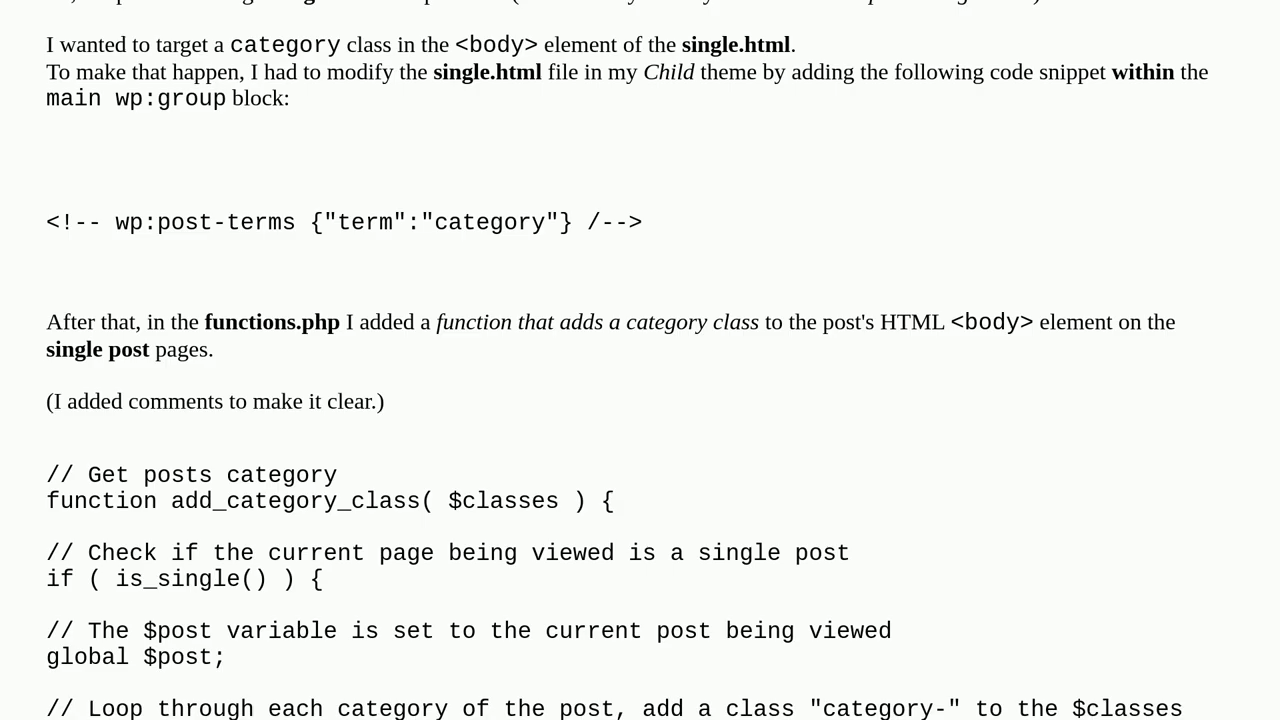 I wanted to target a category class in the <body> element of the single.html.
To make that happen, I had to modify the single.html file in my Child theme by adding the following code snippet within the
main wp:group block:
<!-- wp:post-terms {"term":"category"} /-->
After that, in the functions.php I added a function that adds a category class to the post's HTML <body> element on the
single post pages.
(I added comments to make it clear.)
// Get posts category
function add_category_class( $classes ) {
// Check if the current page being viewed is a single post
if ( is_single() ) {
// The $post variable is set to the current post being viewed
global $post;
// Loop through each category of the post, add a class "category-" to the $classes